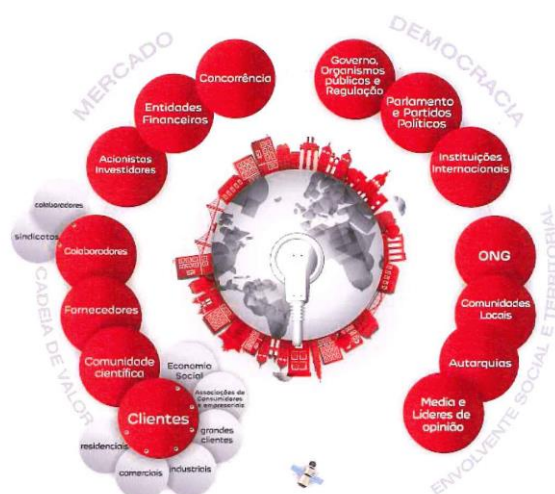 MERCADO
Concorrência
Entidades
Financeiras
Acionistas
Investidores
DEMOCRACIA
Governo,
Organismos
públicos e
Regulação
Parlamento
e Partidos
Políticos
Instituições
Internacionais
CADEIA DE VALOR
colaboradores
sindicatos
Colaboradores
Fornecedores
Comunidade
científica
Clientes
Economia
Social
Associações de
Consumidores
e empresariais
grandes
clientes
industriais
comerciais
residenciais
ENVOLVENTE SOCIAL E TERRITORIAL
ONG
Comunidades
Locais
Autarquias
Media e
Líderes de
opinião